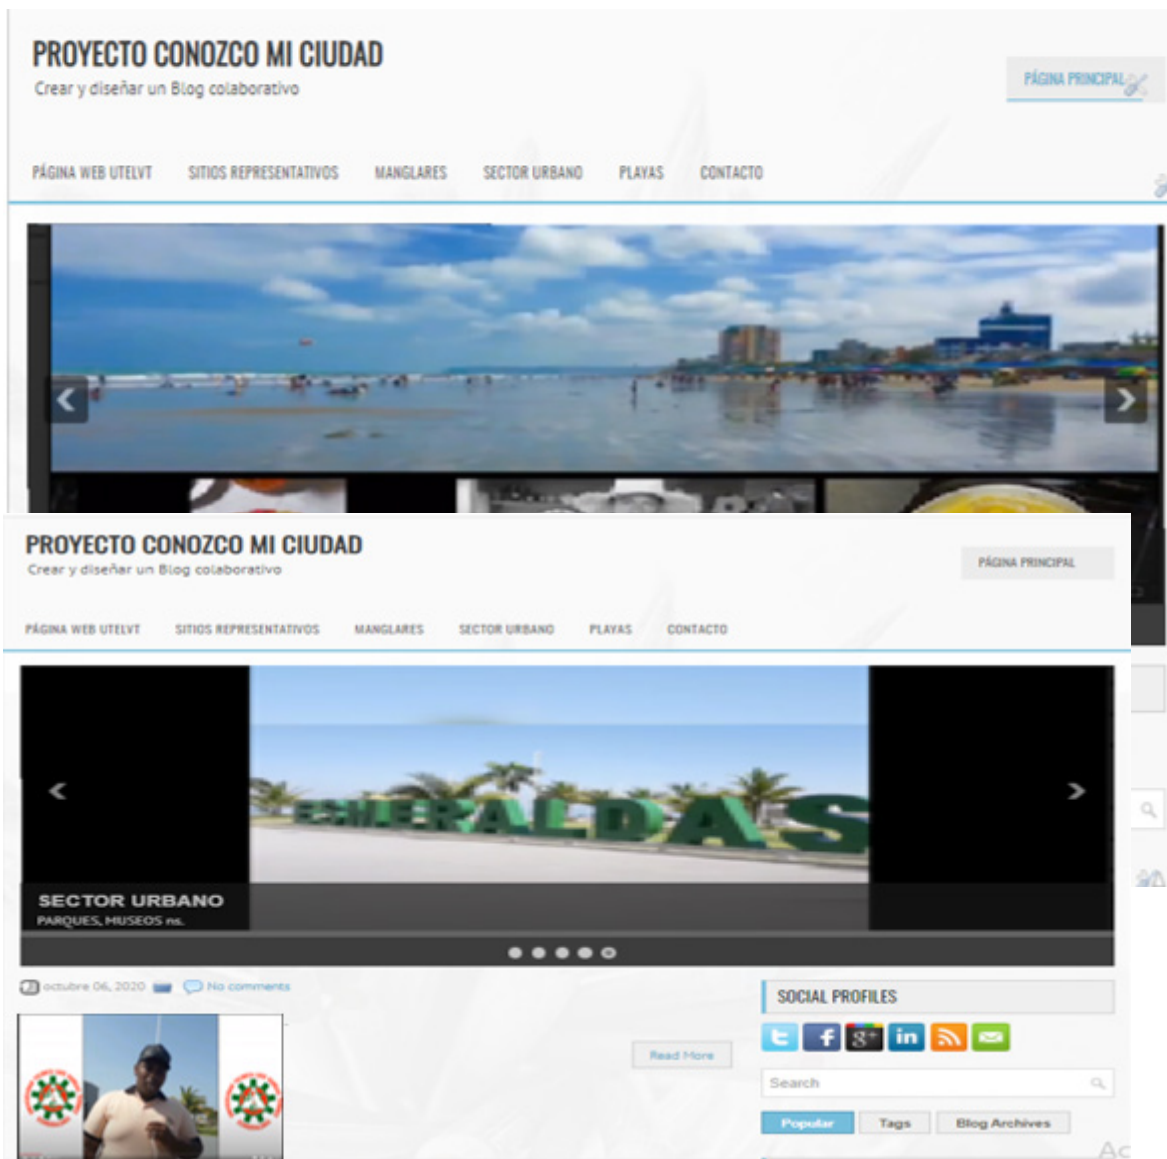 PROYECTO CONOZCO MI CIUDAD
Crear y diseñar un Blog colaborativo
PÁGINA PRINCIPAL
PÁGINA WEB UTELVT SITIOS REPRESENTATIVOS MANGLARES SECTOR URBANO PLAYAS CONTACTO
PROYECTO CONOZCO MI CIUDAD
Crear y diseñar un Blog colaborativo
PÁGINA PRINCIPAL
PÁGINA WEB UTELVT SITIOS REPRESENTATIVOS MANGLARES SECTOR URBANO PLAYAS CONTACTO
ESMERALDAS
SECTOR URBANO
PARQUES, MUSEOS ns.
octubre 06, 2020 No comments
SOCIAL PROFILES
Read More
Search
Popular Tags Blog Archives
Ac